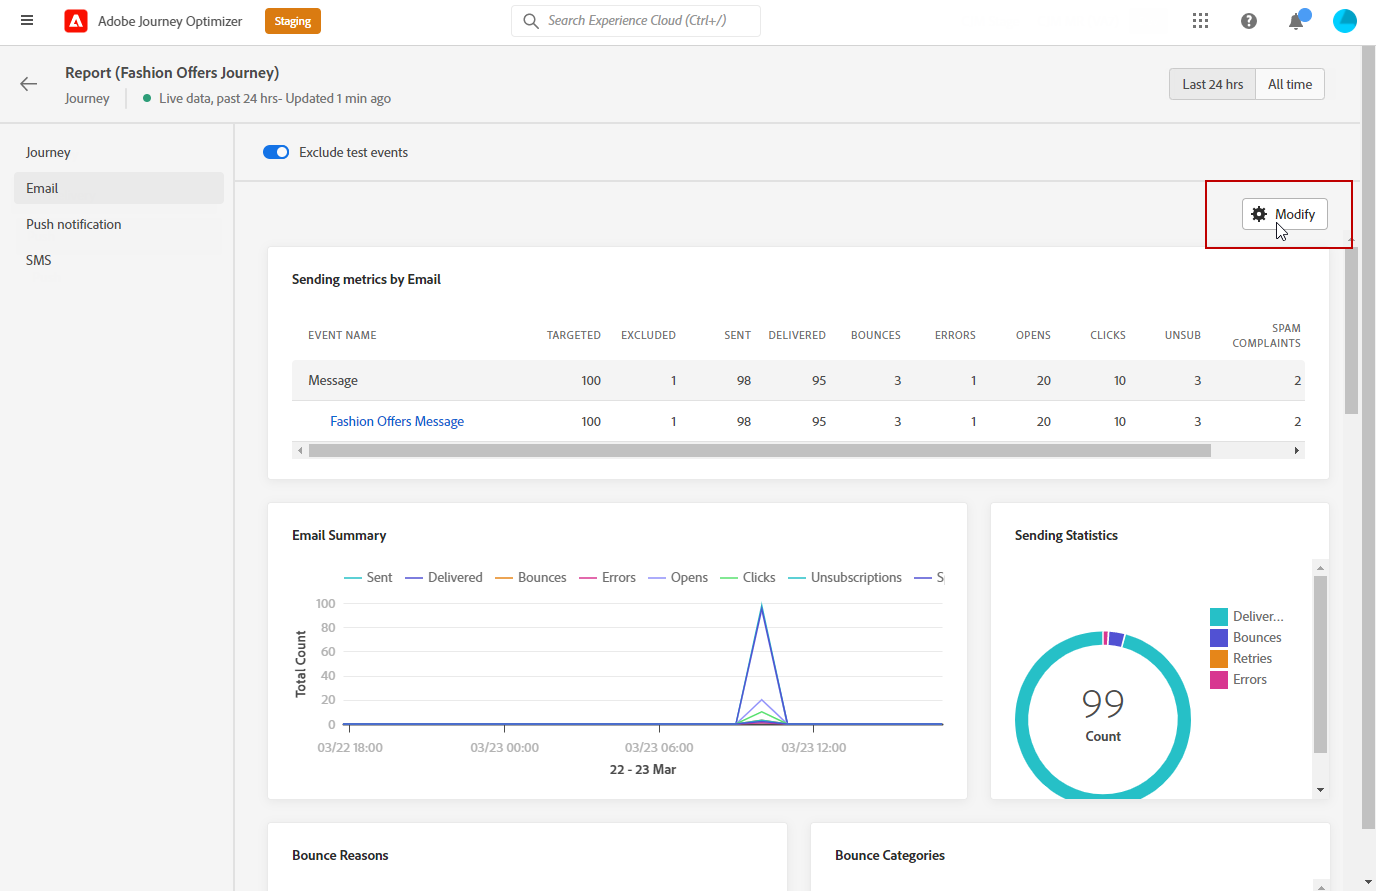 Adobe Journey Optimizer
Staging
Search Experience Cloud (Ctrl+/)
Report (Fashion Offers Journey)
Journey
Live data, past 24 hrs- Updated 1 min ago
Last 24 hrs
All time
Journey
Email
Push notification
SMS
Exclude test events
Modify
Sending metrics by Email
EVENT NAME TARGETED EXCLUDED SENT DELIVERED BOUNCES ERRORS OPENS CLICKS UNSUB SPAM COMPLAINTS
Message 100 1 98 95 3 1 20 10 3 2
Fashion Offers Message 100 1 98 95 3 1 20 10 3 2
Email Summary
Sent Delivered Bounces Errors Opens Clicks Unsubscriptions S
Total Count
100
80
60
40
20
0
03/22 18:00 03/23 00:00 03/23 06:00 03/23 12:00
22 - 23 Mar
Sending Statistics
Deliver...
Bounces
Retries
Errors
99
Count
Bounce Reasons
Bounce Categories